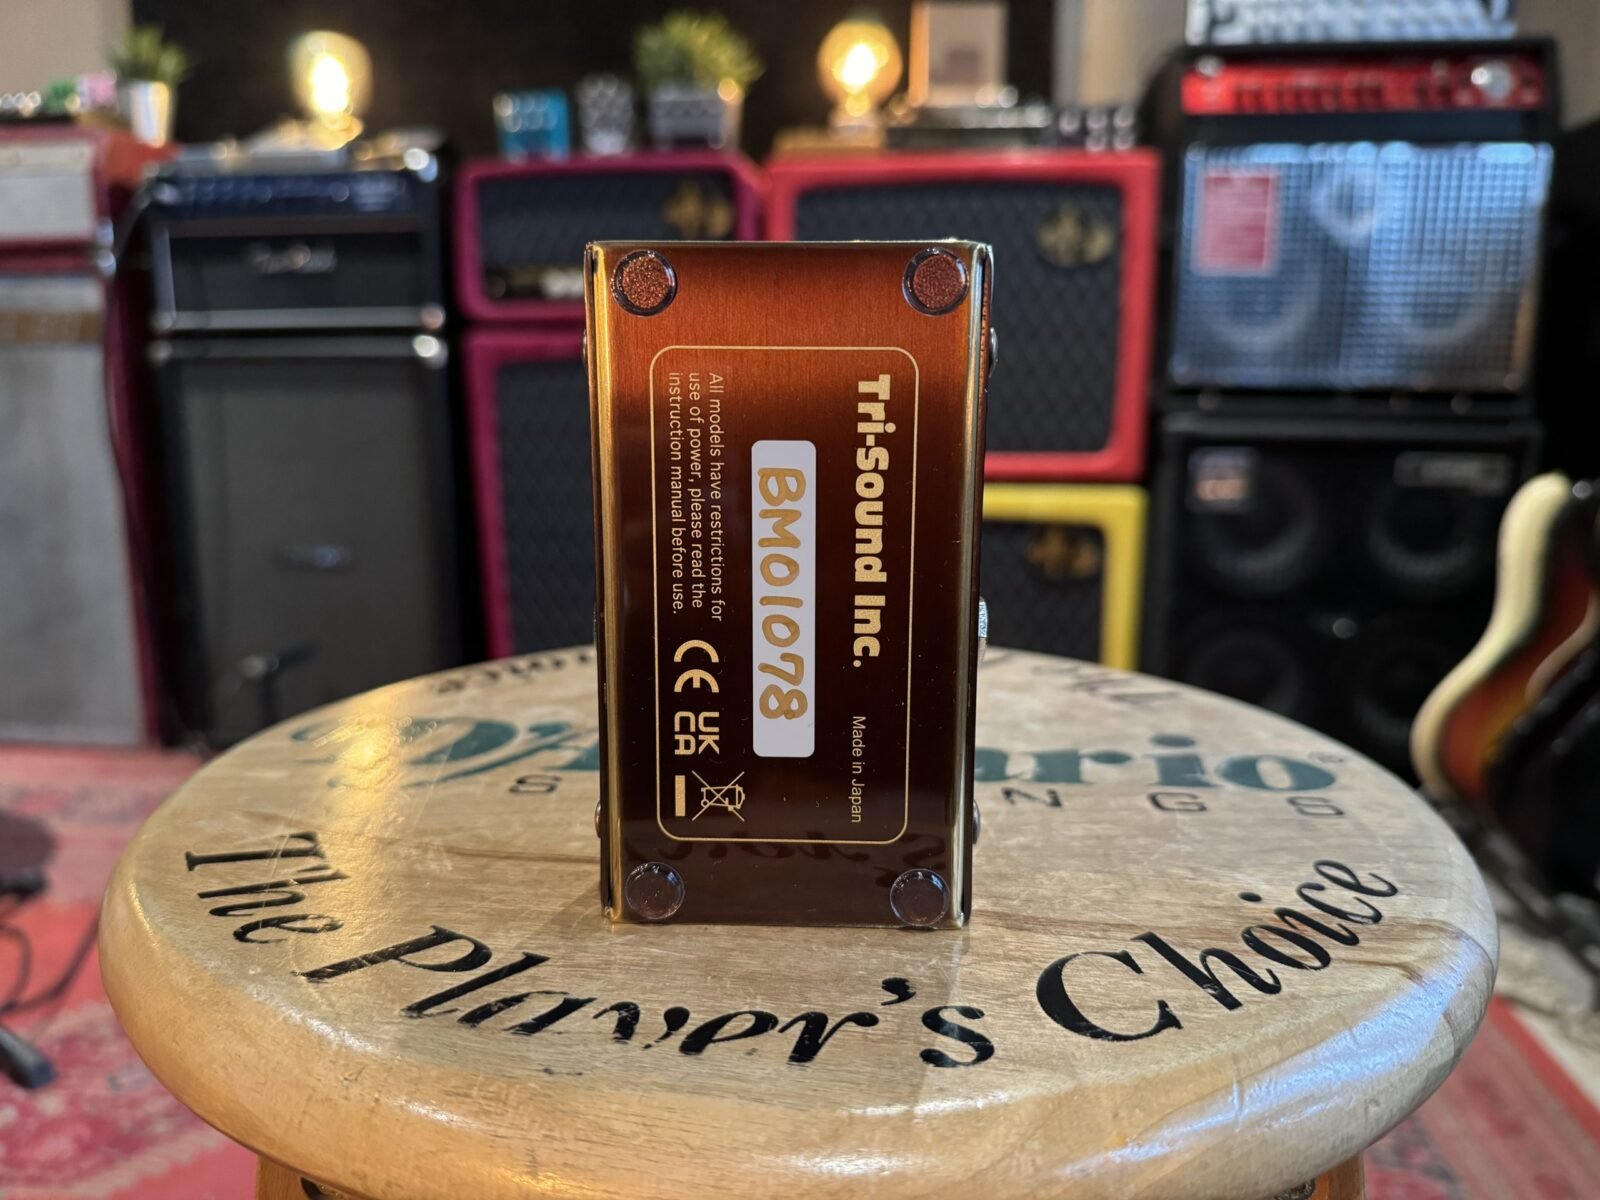 Tri-Sound Inc.
Made in Japan
BM01078
All models have restrictions for
use of power, please read the
instruction manual before use.
CE
UK
CA
The Player's Choice